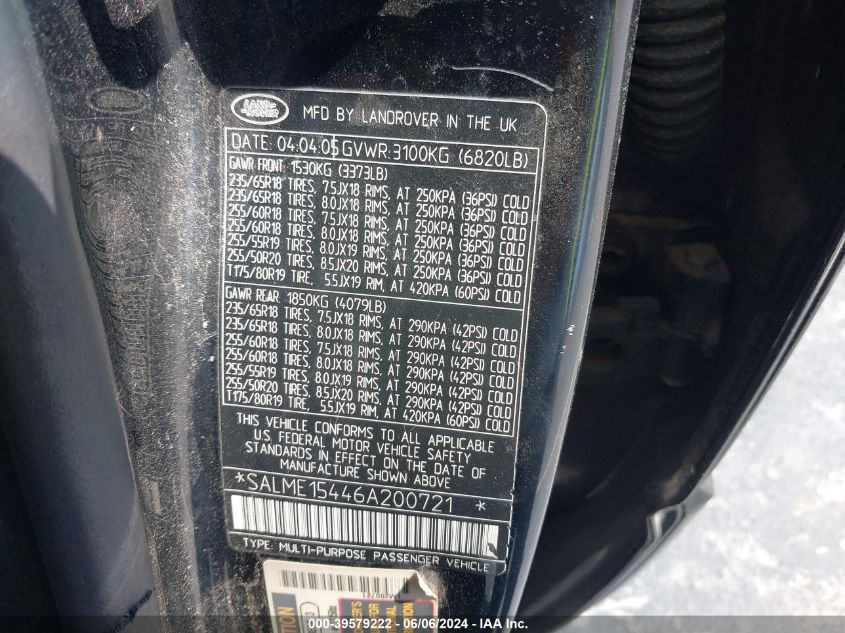 LAND ROVER
MFD BY LANDROVER IN THE UK
DATE: 04.04.05 GVWR:3100KG (6820LB)
GAWR FRONT: 1530KG (3373LB)
235/65R18 TIRES, 7.5JX18 RIMS, AT 250KPA (36PSI) COLD
235/65R18 TIRES, 8.0JX18 RIMS, AT 250KPA (36PSI) COLD
255/60R18 TIRES, 7.5JX18 RIMS, AT 250KPA (36PSI) COLD
255/60R18 TIRES, 8.0JX18 RIMS, AT 250KPA (36PSI) COLD
255/55R19 TIRES, 8.0JX19 RIMS, AT 250KPA (36PSI) COLD
255/50R20 TIRES, 8.5JX20 RIMS, AT 250KPA (36PSI) COLD
T175/80R19 TIRE, 5.5JX19 RIM, AT 420KPA (60PSI) COLD
GAWR REAR: 1850KG (4079LB)
235/65R18 TIRES, 7.5JX18 RIMS, AT 290KPA (42PSI) COLD
235/65R18 TIRES, 8.0JX18 RIMS, AT 290KPA (42PSI) COLD
255/60R18 TIRES, 7.5JX18 RIMS, AT 290KPA (42PSI) COLD
255/60R18 TIRES, 8.0JX18 RIMS, AT 290KPA (42PSI) COLD
255/55R19 TIRES, 8.0JX19 RIMS, AT 290KPA (42PSI) COLD
255/50R20 TIRES, 8.5JX20 RIMS, AT 290KPA (42PSI) COLD
T175/80R19 TIRE, 5.5JX19 RIM, AT 420KPA (60PSI) COLD
THIS VEHICLE CONFORMS TO ALL APPLICABLE
U.S. FEDERAL MOTOR VEHICLE SAFETY
STANDARDS IN EFFECT ON THE DATE OF
MANUFACTURE SHOWN ABOVE
*SALME15446A200721*
TYPE: MULTI-PURPOSE PASSENGER VEHICLE
000-39579222 - 06/06/2024 - IAAI.COM